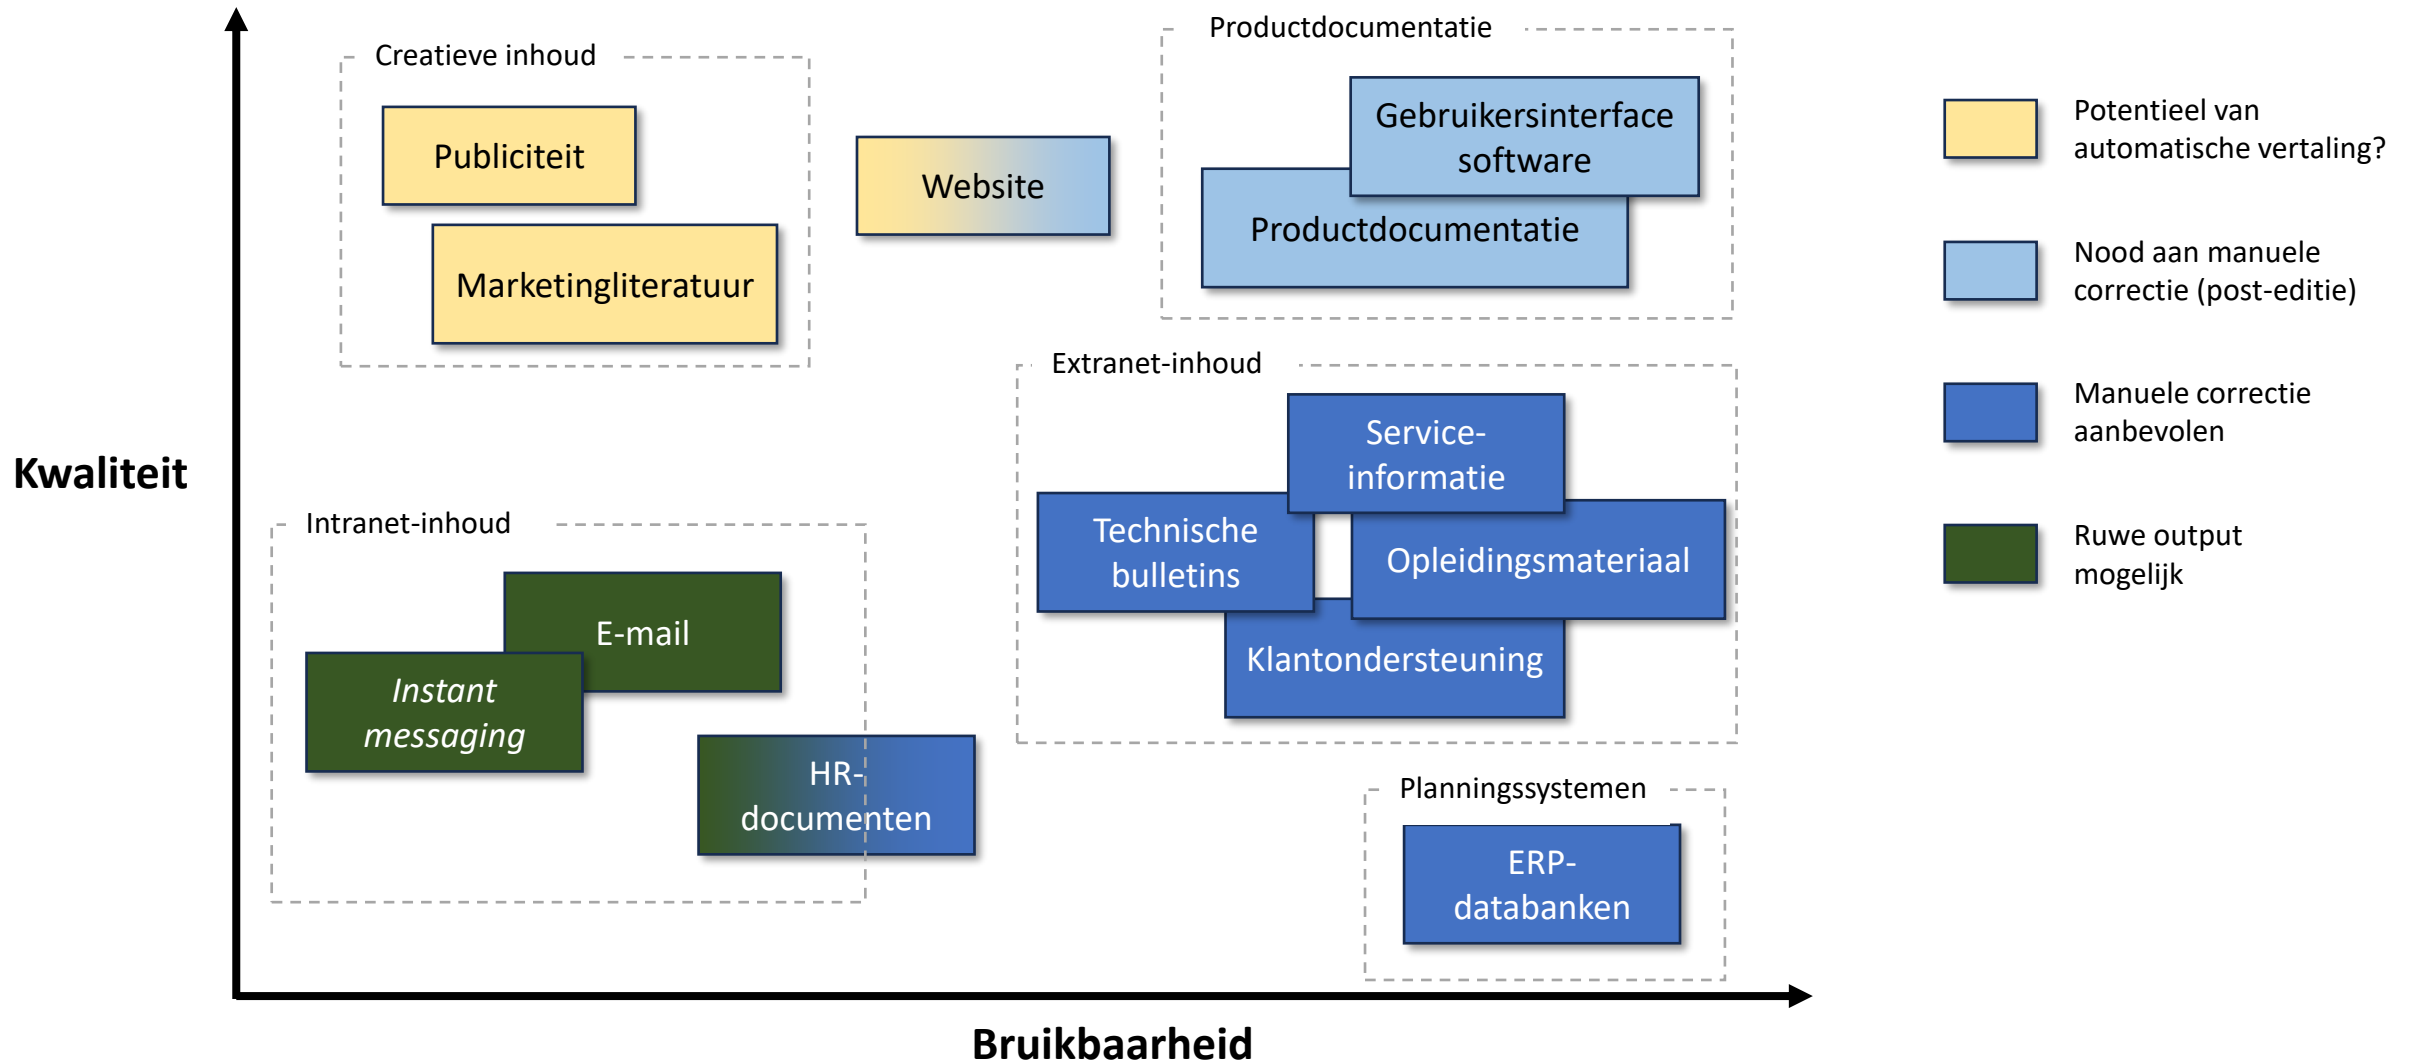 Creatieve inhoud
Publiciteit
Marketingliteratuur
Website
Productdocumentatie
Gebruikersinterface
software
Productdocumentatie
Kwaliteit
Intranet-inhoud
E-mail
Instant
messaging
HR-
documenten
Extranet-inhoud
Service-
informatie
Technische
bulletins
Opleidingsmateriaal
Klantondersteuning
Planningssystemen
ERP-
databanken
Bruikbaarheid
Potentieel van
automatische vertaling?
Nood aan manuele
correctie (post-editie)
Manuele correctie
aanbevolen
Ruwe output
mogelijk